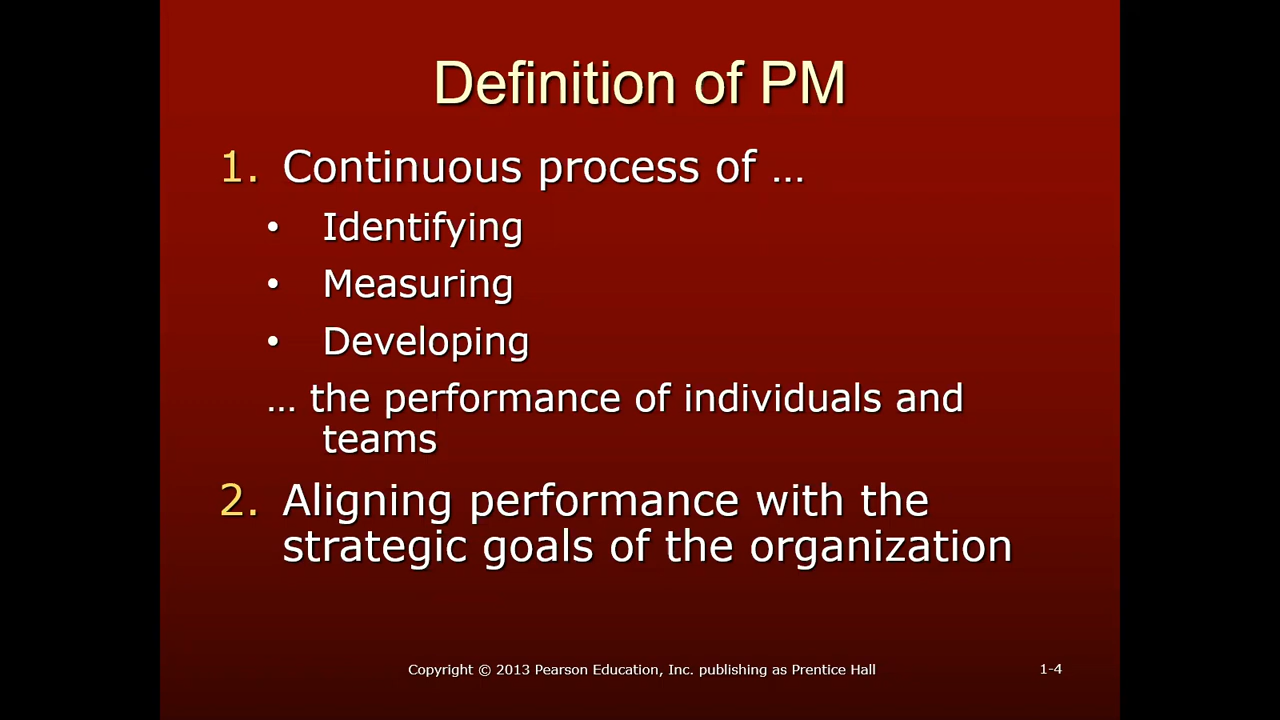 Definition of PM
1. Continuous process of …
• Identifying
• Measuring
• Developing
… the performance of individuals and
teams
2. Aligning performance with the
strategic goals of the organization
Copyright © 2013 Pearson Education, Inc. publishing as Prentice Hall
1-4